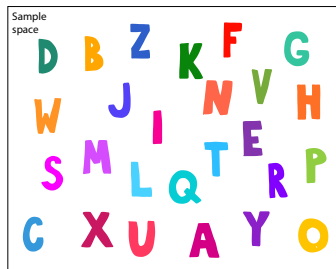 Sample
space
D B Z K F G
W J I N V H
S M L Q T E R P
C X U A Y O